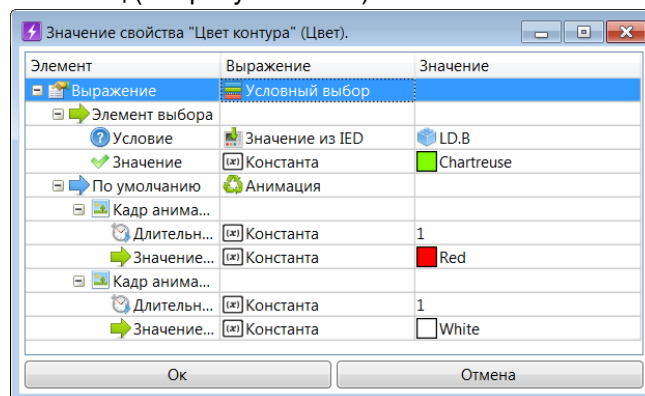 Значение свойства "Цвет контура" (Цвет).
Элемент Выражение Значение
Выражение Условный выбор
Элемент выбора
Условие Значение из IED LD.B
Значение Константа Chartreuse
По умолчанию Анимация
Кадр анима...
Длительн... Константа 1
Значение... Константа Red
Кадр анима...
Длительн... Константа 1
Значение... Константа White
Ок Отмена